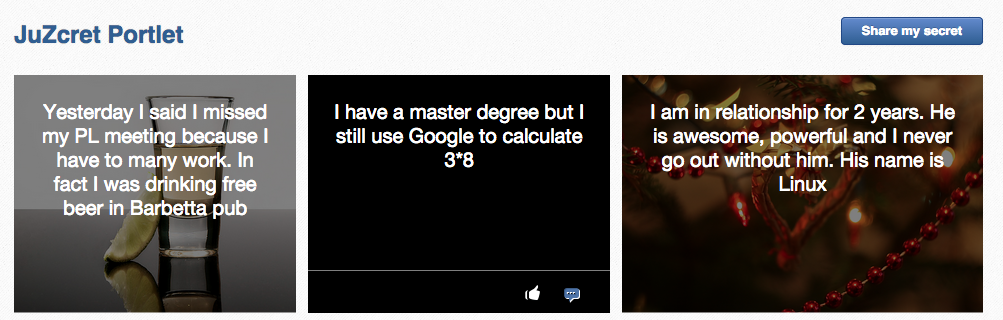 JuZcret Portlet
Share my secret
Yesterday I said I missed
my PL meeting because I
have to many work. In
fact I was drinking free
beer in Barbetta pub
I have a master degree but I
still use Google to calculate
3*8
I am in relationship for 2 years. He
is awesome, powerful and I never
go out without him. His name is
Linux